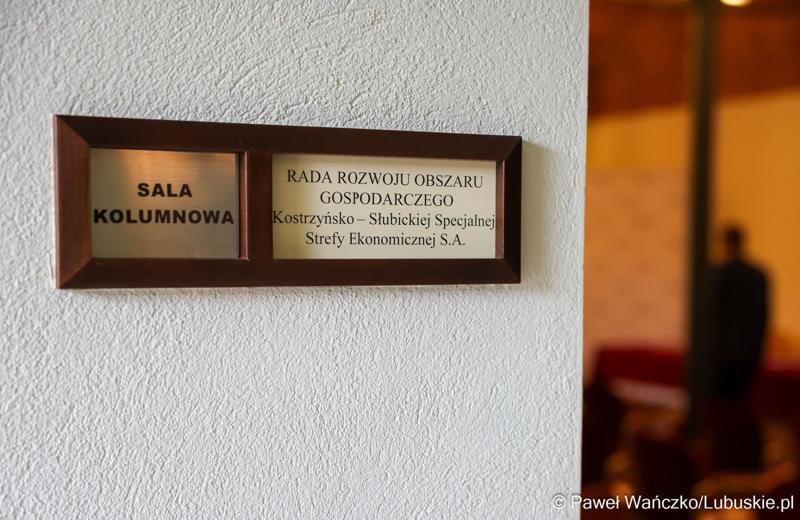 SALA
KOLUMNOWA
RADA ROZWOJU OBSZARU
GOSPODARCZEGO
Kostrzyńsko – Słubickiej Specjalnej
Strefy Ekonomicznej S.A.
© Paweł Wańczko/Lubuskie.pl